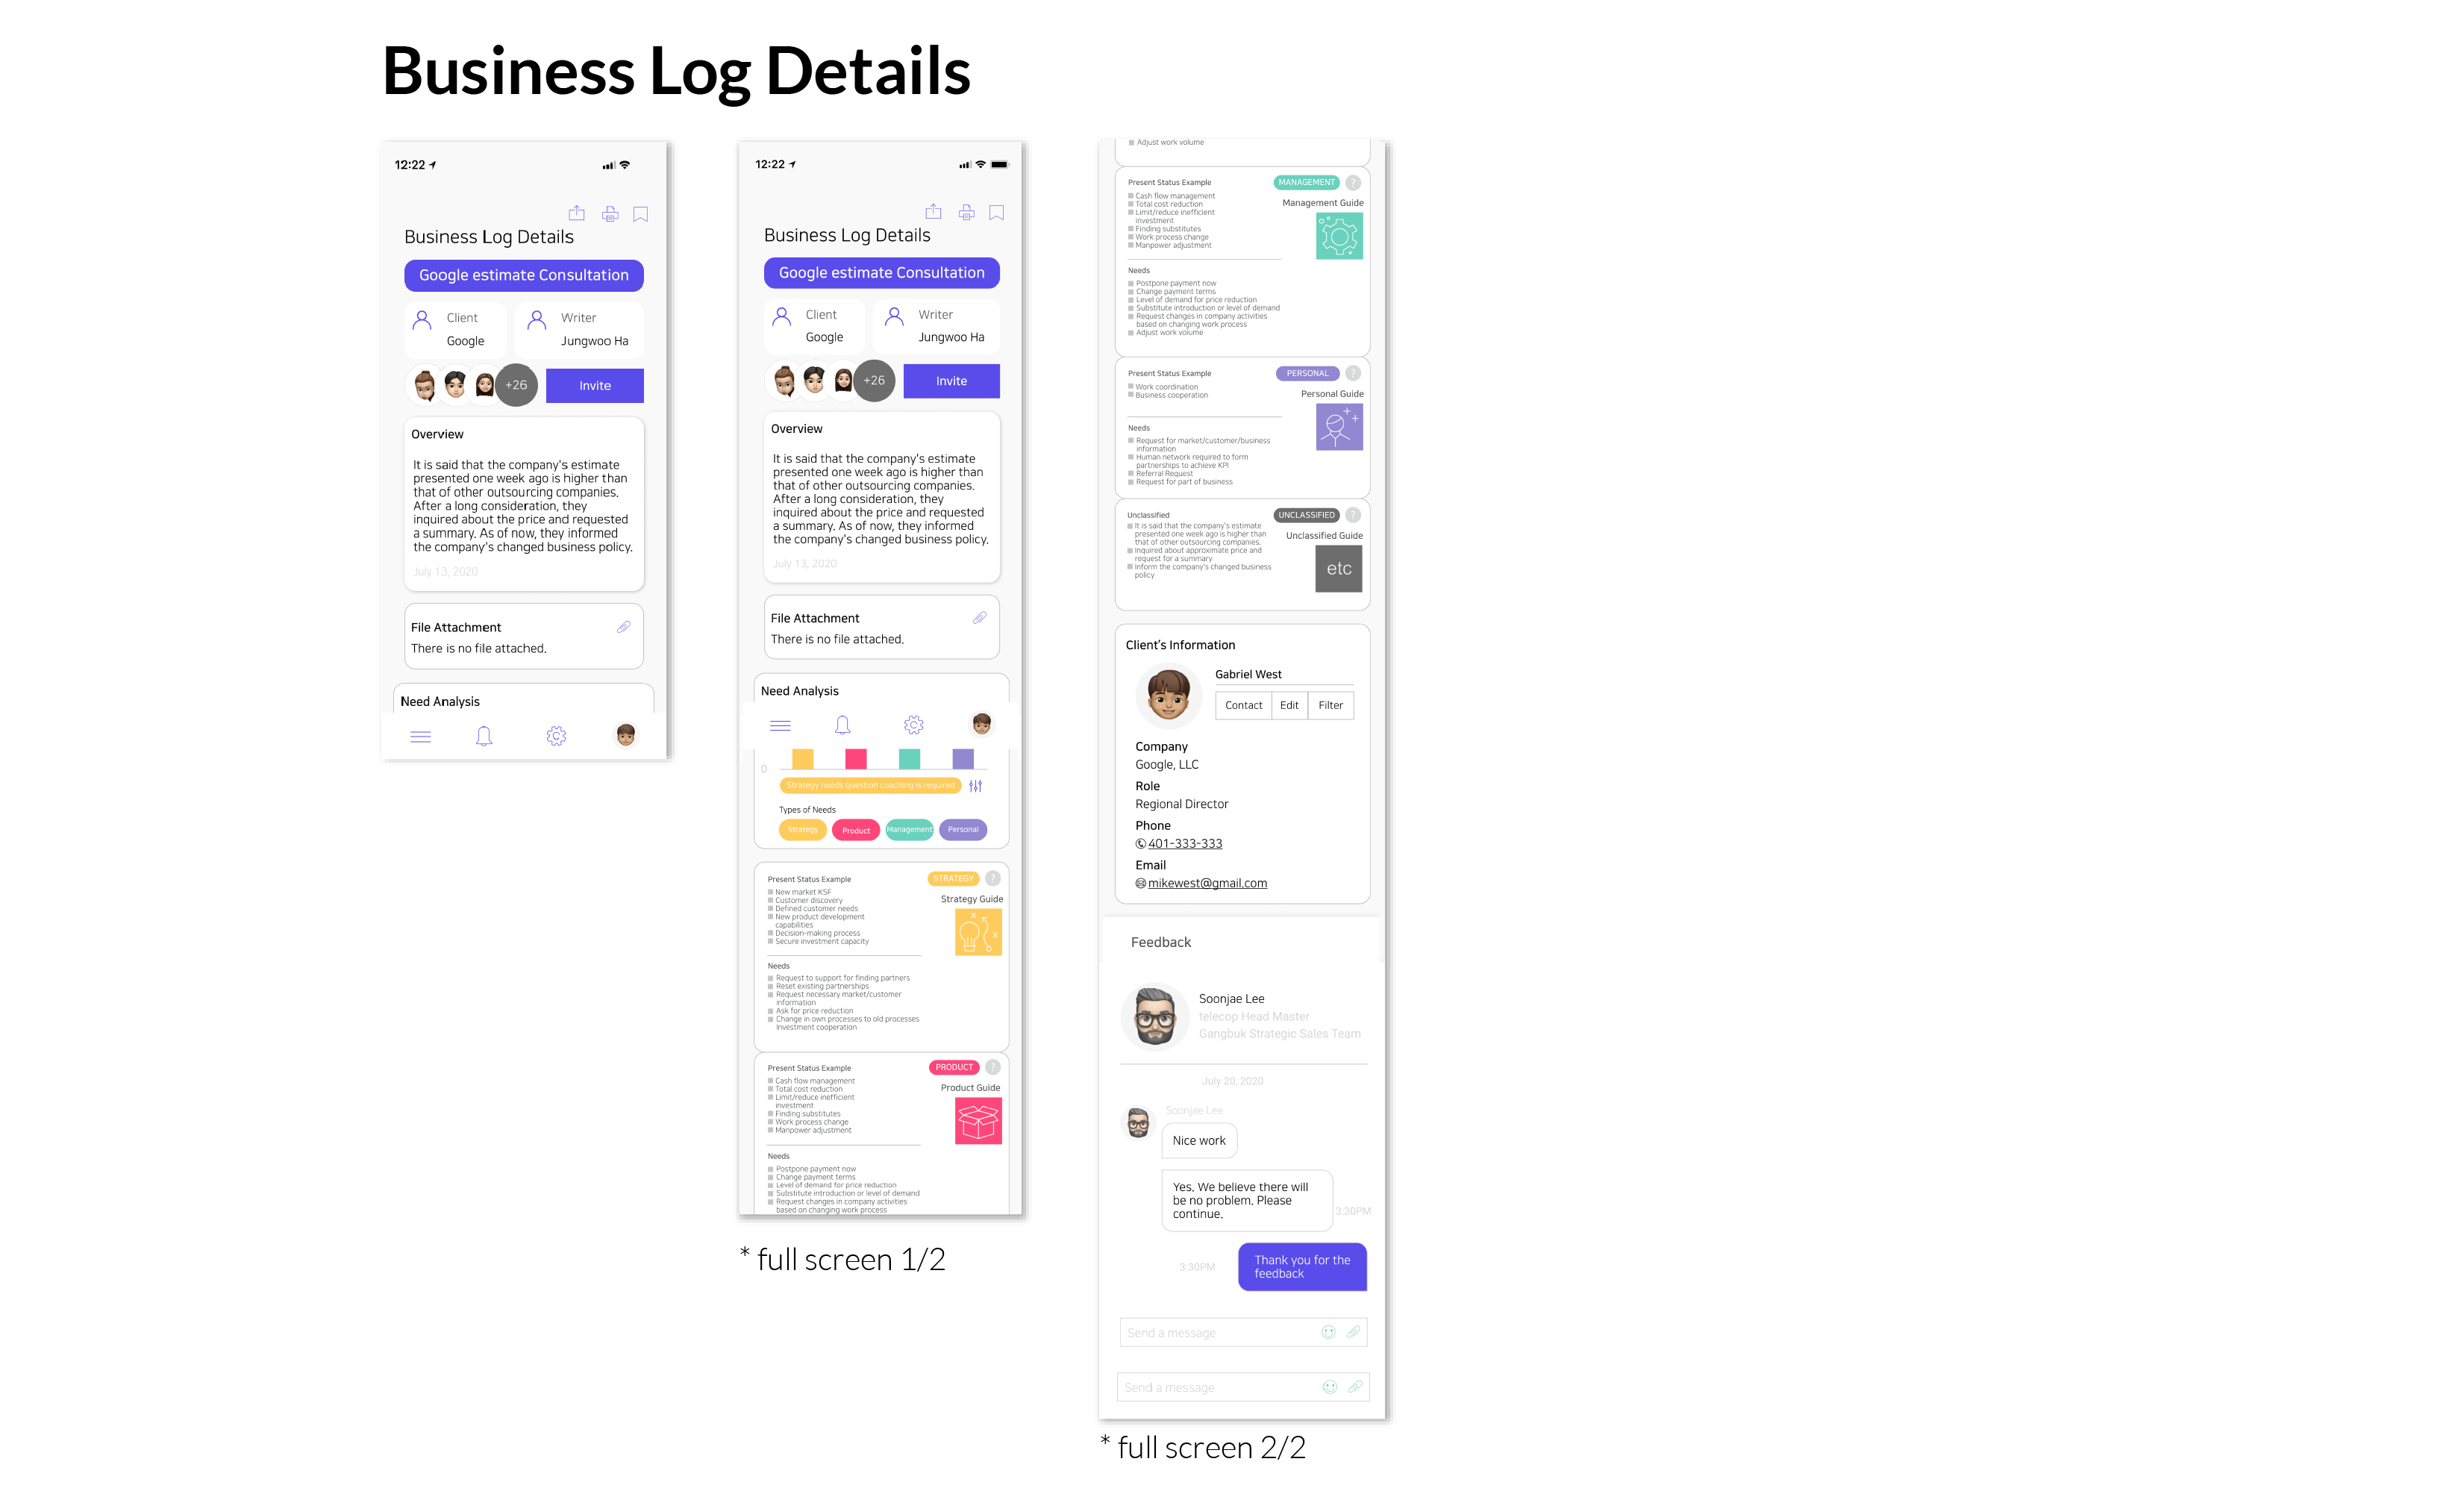 Business Log Details
12:22
Business Log Details
Google estimate Consultation
Client
Google
Writer
Jungwoo Ha
+26
Invite
Overview
It is said that the company's estimate
presented one week ago is higher than
that of other outsourcing companies.
After a long consideration, they
inquired about the price and requested
a summary. As of now, they informed
the company's changed business policy.
July 13, 2020
File Attachment
There is no file attached.
Need Analysis
12:22
Business Log Details
Google estimate Consultation
Client
Google
Writer
Jungwoo Ha
+26
Invite
Overview
It is said that the company's estimate
presented one week ago is higher than
that of other outsourcing companies.
After a long consideration, they
inquired about the price and requested
a summary. As of now, they informed
the company's changed business policy.
July 13, 2020
File Attachment
There is no file attached.
Need Analysis
0
Strategy needs question coaching is required
Types of Needs
Strategy
Product
Management
Personal
Present Status Example
STRATEGY
?
Strategy Guide
New market KSF
Customer discovery
Defined customer needs
New product development
capabilities
Decision-making process
Secure investment capacity
X
X
Needs
Request to support for finding partners
Reset existing partnerships
Request necessary market/customer
information
Ask for price reduction
Change in own processes to old processes
Investment cooperation
Present Status Example
PRODUCT
?
Product Guide
Cash flow management
Total cost reduction
Limit/reduce inefficient
investment
Finding substitutes
Work process change
Manpower adjustment
Needs
Postpone payment now
Change payment terms
Level of demand for price reduction
Substitute introduction or level of demand
Request changes in company activities
based on changing work process
* full screen 1/2
Adjust work volume
Present Status Example
MANAGEMENT
?
Management Guide
Cash flow management
Total cost reduction
Limit/reduce inefficient
investment
Finding substitutes
Work process change
Manpower adjustment
Needs
Postpone payment now
Change payment terms
Level of demand for price reduction
Substitute introduction or level of demand
Request changes in company activities
based on changing work process
Adjust work volume
Present Status Example
PERSONAL
?
Personal Guide
Work coordination
Business cooperation
Needs
Request for market/customer/business
information
Human network required to form
partnerships to achieve KPI
Referral Request
Request for part of business
Unclassified
UNCLASSIFIED
?
Unclassified Guide
etc
It is said that the company's estimate
presented one week ago is higher than
that of other outsourcing companies.
Inquired about approximate price and
request for a summary
Inform the company's changed business
policy
Client's Information
Gabriel West
Contact
Edit
Filter
Company
Google, LLC
Role
Regional Director
Phone
401-333-333
Email
mikewest@gmail.com
Feedback
Soonjae Lee
telecop Head Master
Gangbuk Strategic Sales Team
July 20, 2020
Soonjae Lee
Nice work
Yes. We believe there will
be no problem. Please
continue.
3:30PM
3:30PM
Thank you for the
feedback
Send a message
Send a message
* full screen 2/2